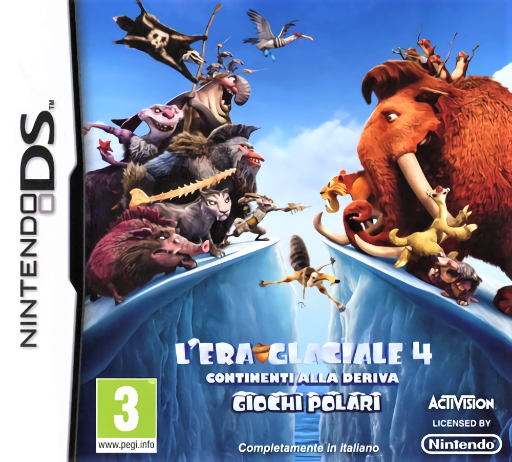 NINTENDO DS™
L'ERA GLACIALE 4
CONTINENTI ALLA DERIVA
GIOCHI POLARI
3
www.pegi.info
Completamente in italiano
ACTIVISION
LICENSED BY
Nintendo